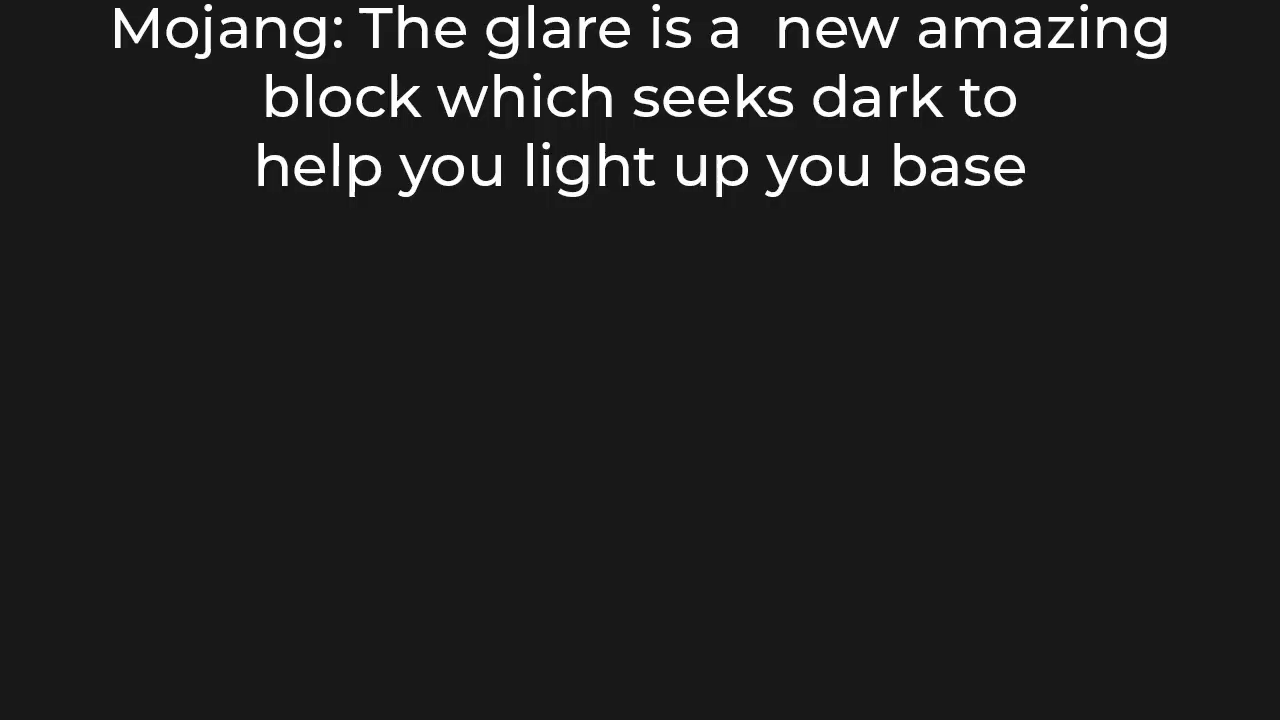 Mojang: The glare is a  new amazing
block which seeks dark to
help you light up you base